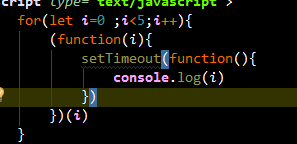 cript type= text/javascript >
for(let i=0 ;i<5;i++){
(function(i){
setTimeout(function(){
console.log(i)
})
})(i)
}